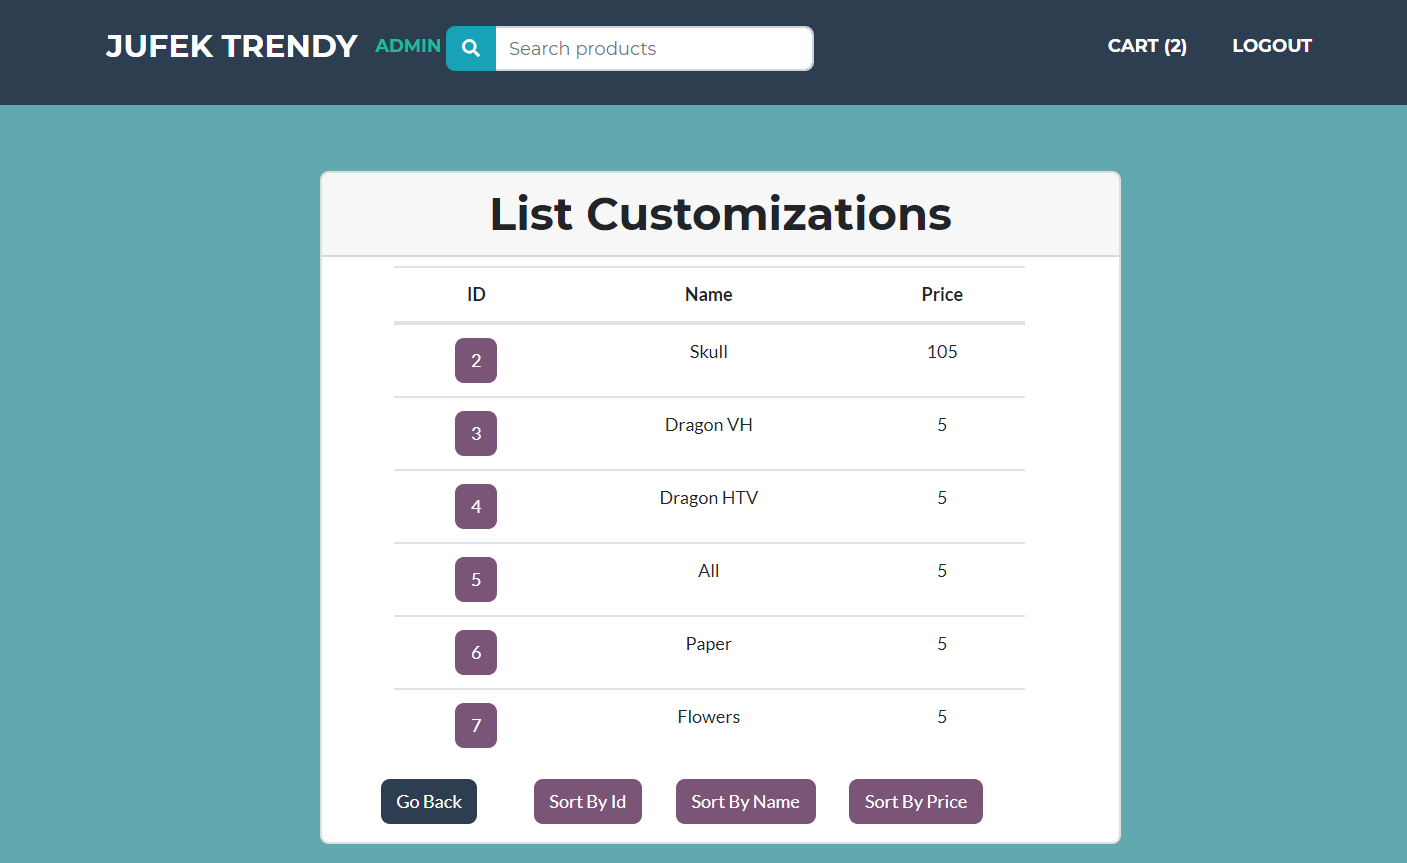 JUFEK TRENDY ADMIN Search products CART (2) LOGOUT
List Customizations
ID Name Price
2 Skull 105
3 Dragon VH 5
4 Dragon HTV 5
5 All 5
6 Paper 5
7 Flowers 5
Go Back Sort By Id Sort By Name Sort By Price